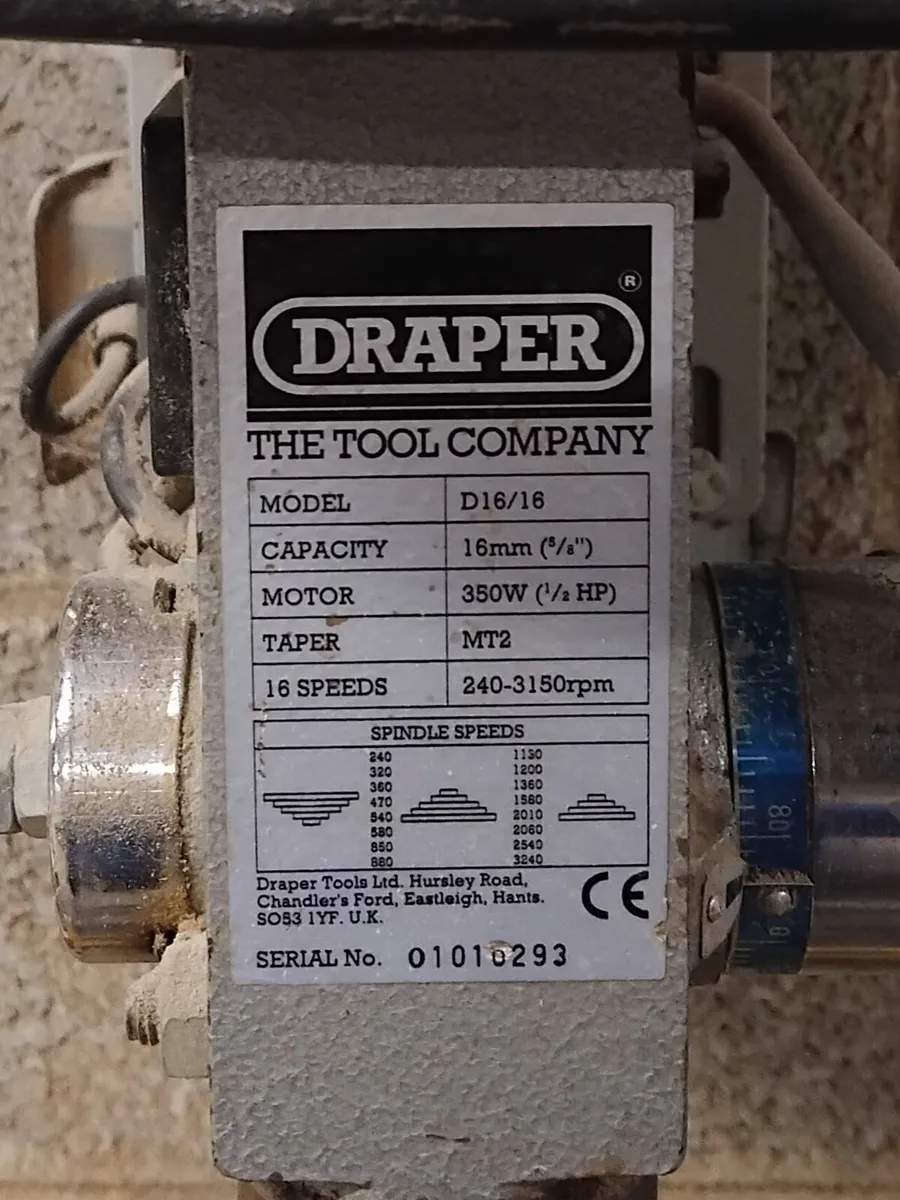 ®
DRAPER
THE TOOL COMPANY
MODEL D16/16
CAPACITY 16mm (5/8")
MOTOR 350W (1/2 HP)
TAPER MT2
16 SPEEDS 240-3150rpm
SPINDLE SPEEDS
240 1130
320 1200
360 1360
470 1560
540 2010
580 2060
850 2540
880 3240
Draper Tools Ltd. Hursley Road,
Chandler's Ford, Eastleigh, Hants.
SO53 1YF. U.K.
CE
SERIAL No. 01010293
80
0